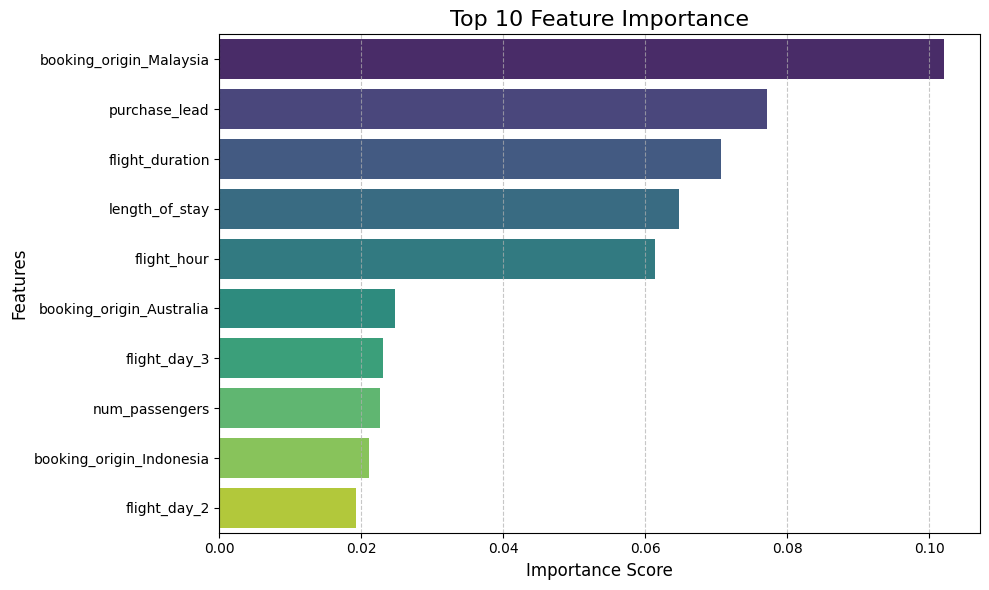 Top 10 Feature Importance
Features
booking_origin_Malaysia
purchase_lead
flight_duration
length_of_stay
flight_hour
booking_origin_Australia
flight_day_3
num_passengers
booking_origin_Indonesia
flight_day_2
0.00 0.02 0.04 0.06 0.08 0.10
Importance Score